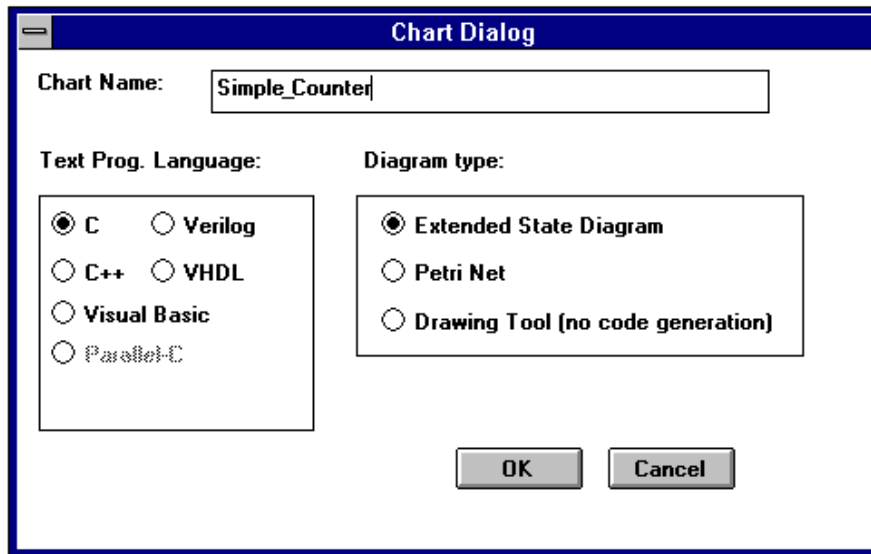 Chart Dialog
Chart Name: Simple_Counter
Text Prog. Language: Diagram type:
C Verilog
C++ VHDL
Visual Basic
Parallel-C
Extended State Diagram
Petri Net
Drawing Tool (no code generation)
OK Cancel